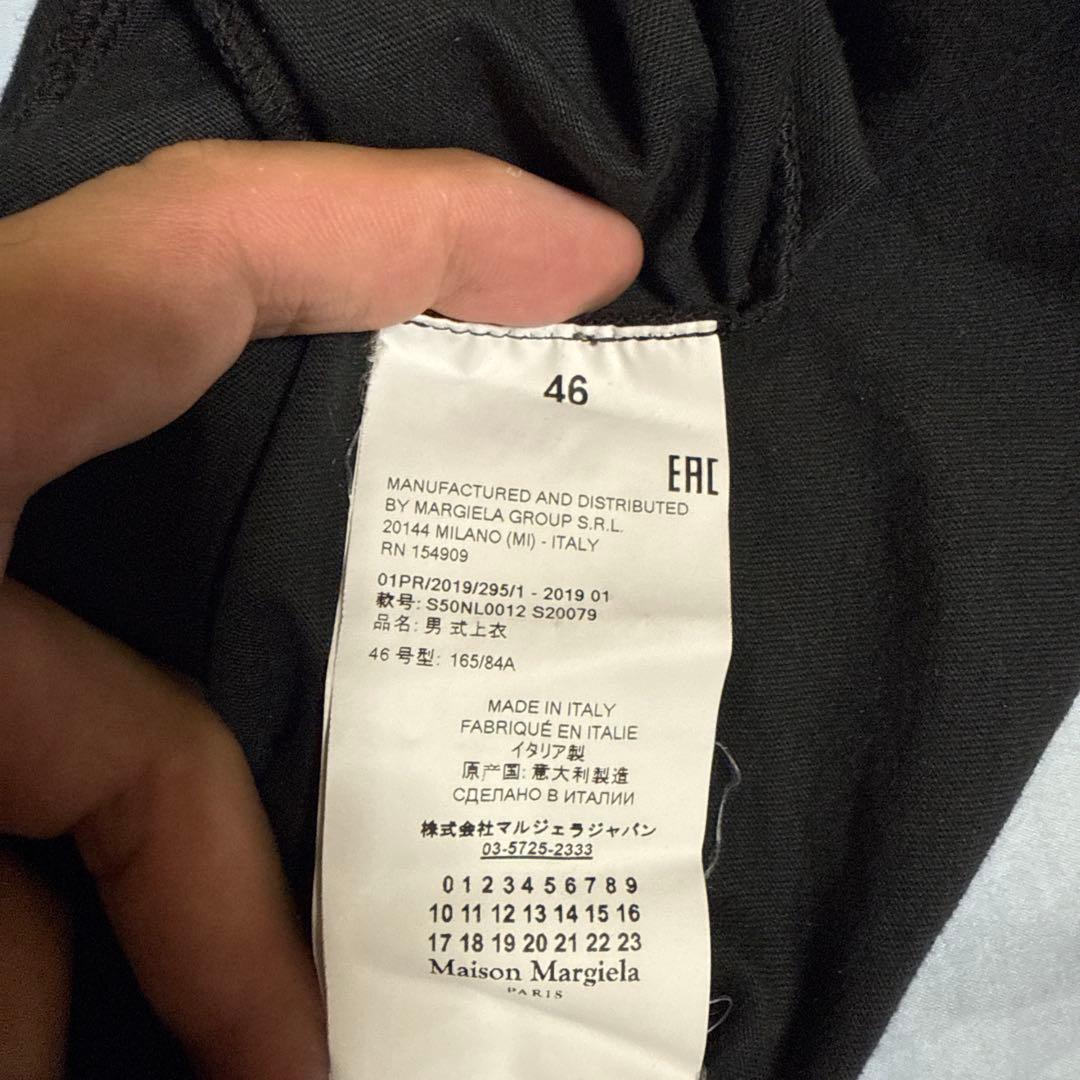 46
EAC
MANUFACTURED AND DISTRIBUTED
BY MARGIELA GROUP S.R.L.
20144 MILANO (MI) - ITALY
RN 154909
01PR/2019/295/1 - 2019 01
款号: S50NL0012 S20079
品名: 男 式上衣
46 号型: 165/84A
MADE IN ITALY
FABRIQUÉ EN ITALIE
イタリア製
原产国: 意大利製造
СДЕЛАНО В ИТАЛИИ
株式会社マルジェラジャパン
03-5725-2333
0 1 2 3 4 5 6 7 8 9
10 11 12 13 14 15 16
17 18 19 20 21 22 23
Maison Margiela
PARIS